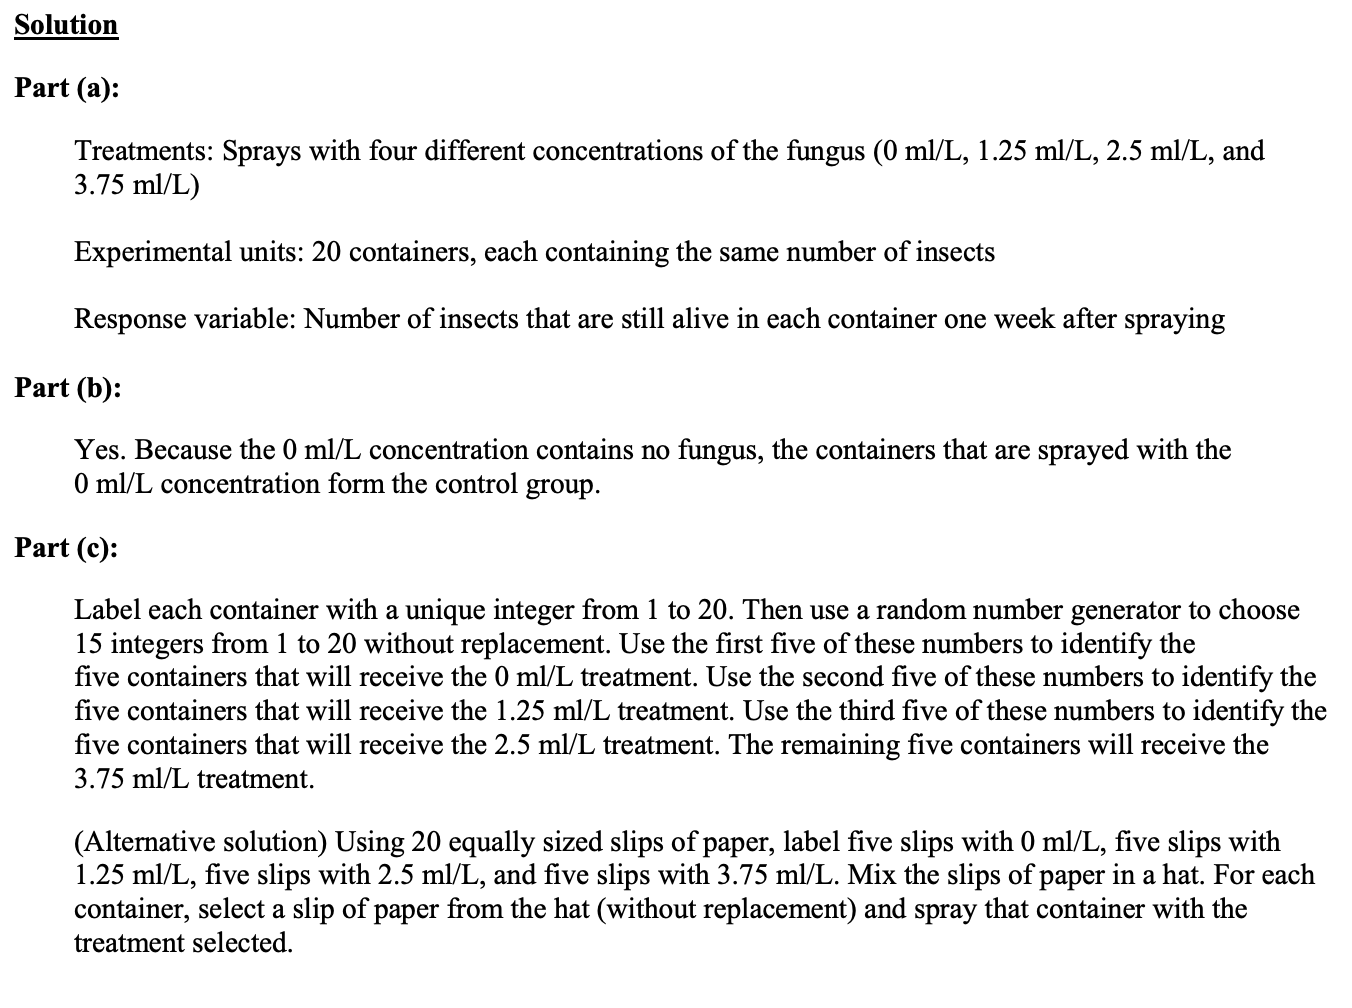 Solution
Part (a):
Treatments: Sprays with four different concentrations of the fungus (0 ml/L, 1.25 ml/L, 2.5 ml/L, and
3.75 ml/L)
Experimental units: 20 containers, each containing the same number of insects
Response variable: Number of insects that are still alive in each container one week after spraying
Part (b):
Yes. Because the 0 ml/L concentration contains no fungus, the containers that are sprayed with the
0 ml/L concentration form the control group.
Part (c):
Label each container with a unique integer from 1 to 20. Then use a random number generator to choose
15 integers from 1 to 20 without replacement. Use the first five of these numbers to identify the
five containers that will receive the 0 ml/L treatment. Use the second five of these numbers to identify the
five containers that will receive the 1.25 ml/L treatment. Use the third five of these numbers to identify the
five containers that will receive the 2.5 ml/L treatment. The remaining five containers will receive the
3.75 ml/L treatment.
(Alternative solution) Using 20 equally sized slips of paper, label five slips with 0 ml/L, five slips with
1.25 ml/L, five slips with 2.5 ml/L, and five slips with 3.75 ml/L. Mix the slips of paper in a hat. For each
container, select a slip of paper from the hat (without replacement) and spray that container with the
treatment selected.